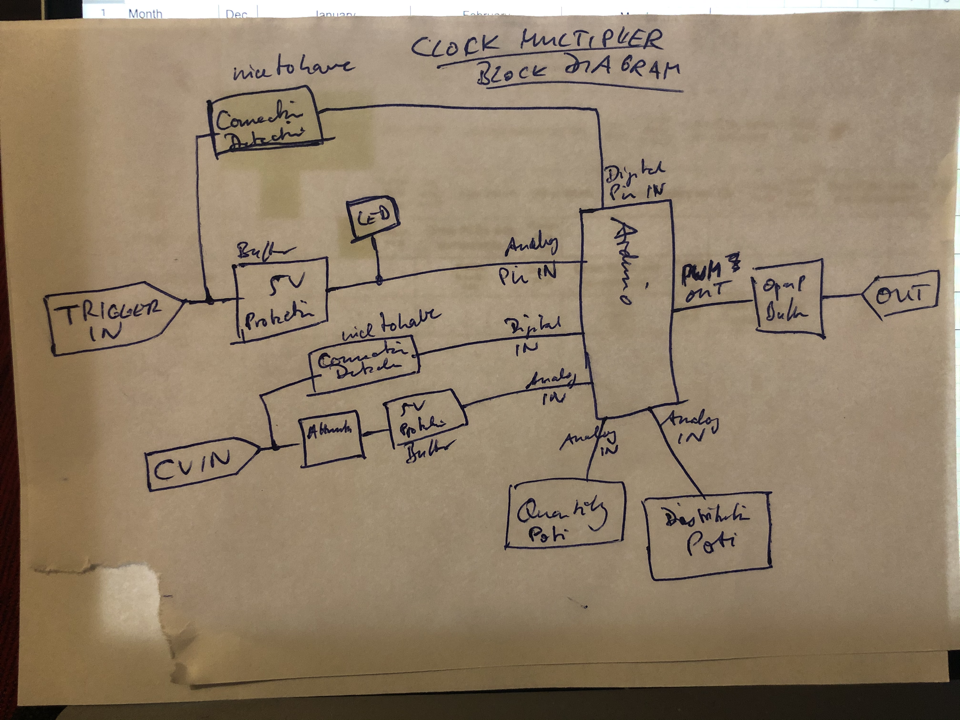 1 Month Dec January February
CLOCK MULTIPLIER
BLOCK DIAGRAM
nice to have
Connection
Detection
Digital
Pin IN
LED
Buffer
5V
Protection
Analog
Pin IN
Arduino
TRIGGER
IN
PWM
OUT
OpAmp
Buffer
OUT
nice to have
Connection
Detection
Digital
IN
Analog
IN
5V
Protection
Buffer
CV IN
Analog
IN
Analog
IN
Quantity
Poti
Distribution
Poti